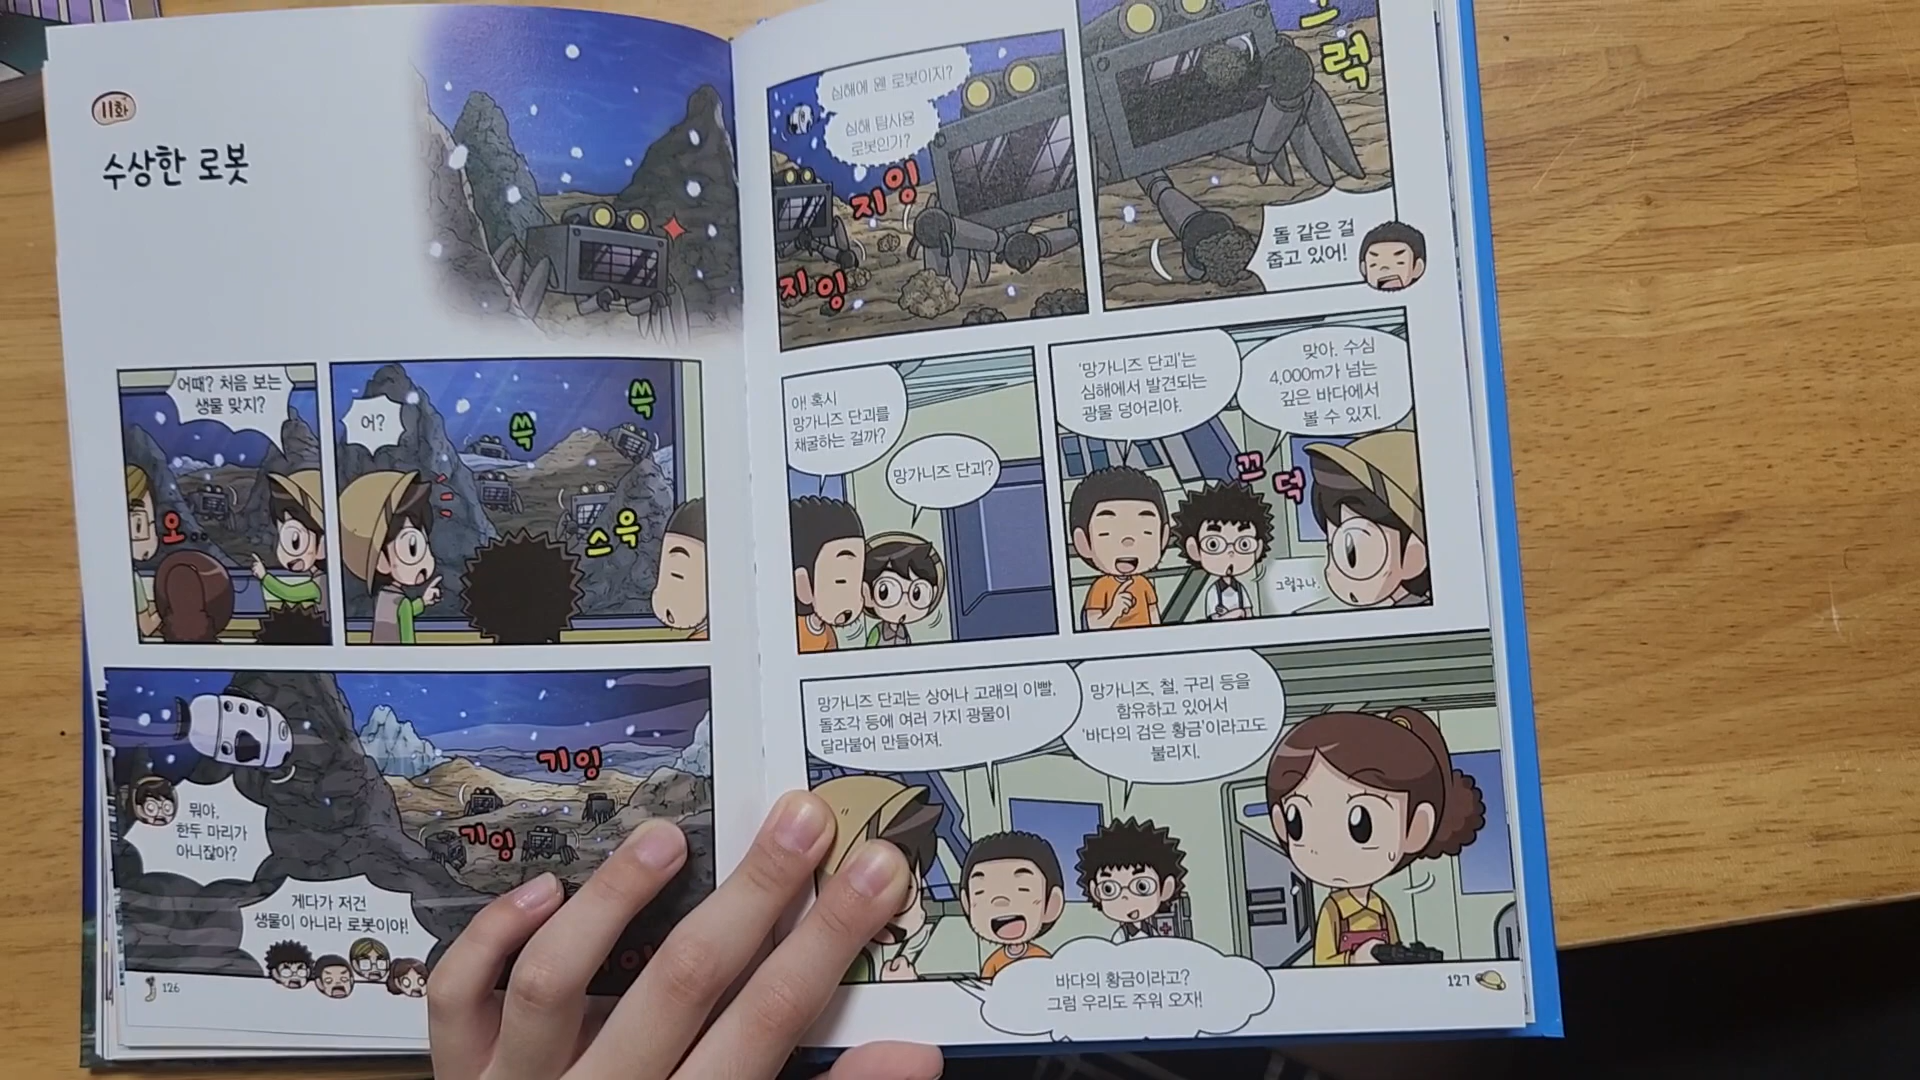 11화
수상한 로봇
어때? 처음 보는
생물 맞지?
오..
어?
쓱
쓱
스윽
기잉
기잉
뭐야,
한두 마리가
아니잖아?
게다가 저건
생물이 아니라 로봇이야!
126
심해에 웬 로봇이지?
심해 탐사용
로봇인가?
지잉
지잉
럭
돌 같은 걸
줍고 있어!
아! 혹시
망가니즈 단괴를
채굴하는 걸까?
망가니즈 단괴?
'망가니즈 단괴'는
심해에서 발견되는
광물 덩어리야.
맞아. 수심
4,000m가 넘는
깊은 바다에서
볼 수 있지.
끄덕
그렇구나.
망가니즈 단괴는 상어나 고래의 이빨,
돌조각 등에 여러 가지 광물이
달라붙어 만들어져.
망가니즈, 철, 구리 등을
함유하고 있어서
'바다의 검은 황금'이라고도
불리지.
바다의 황금이라고?
그럼 우리도 주워 오자!
127